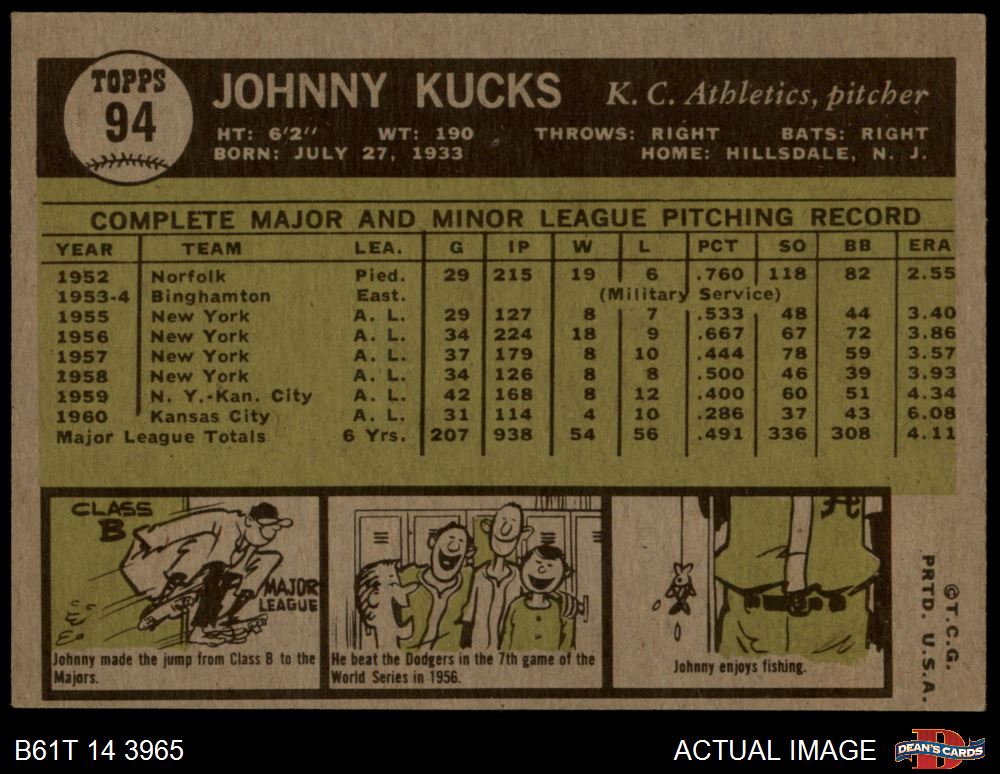 TOPPS
94
JOHNNY KUCKS K. C. Athletics, pitcher
HT: 6'2" WT: 190 THROWS: RIGHT BATS: RIGHT
BORN: JULY 27, 1933 HOME: HILLSDALE, N. J.
COMPLETE MAJOR AND MINOR LEAGUE PITCHING RECORD
YEAR TEAM LEA. G IP W L PCT SO BB ERA
1952 Norfolk Pied. 29 215 19 6 .760 118 82 2.55
1953-4 Binghamton East. (Military Service)
1955 New York A. L. 29 127 8 7 .533 48 44 3.40
1956 New York A. L. 34 224 18 9 .667 67 72 3.86
1957 New York A. L. 37 179 8 10 .444 78 59 3.57
1958 New York A. L. 34 126 8 8 .500 46 39 3.93
1959 N. Y.-Kan. City A. L. 42 168 8 12 .400 60 51 4.34
1960 Kansas City A. L. 31 114 4 10 .286 37 43 6.08
Major League Totals 6 Yrs. 207 938 54 56 .491 336 308 4.11
CLASS
B
MAJOR
LEAGUE
Johnny made the jump from Class B to the
Majors.
He beat the Dodgers in the 7th game of the
World Series in 1956.
A
Johnny enjoys fishing.
©T.C.G.
PRTD. U.S.A.
B61T 14 3965 ACTUAL IMAGE
D
DEAN'S CARDS